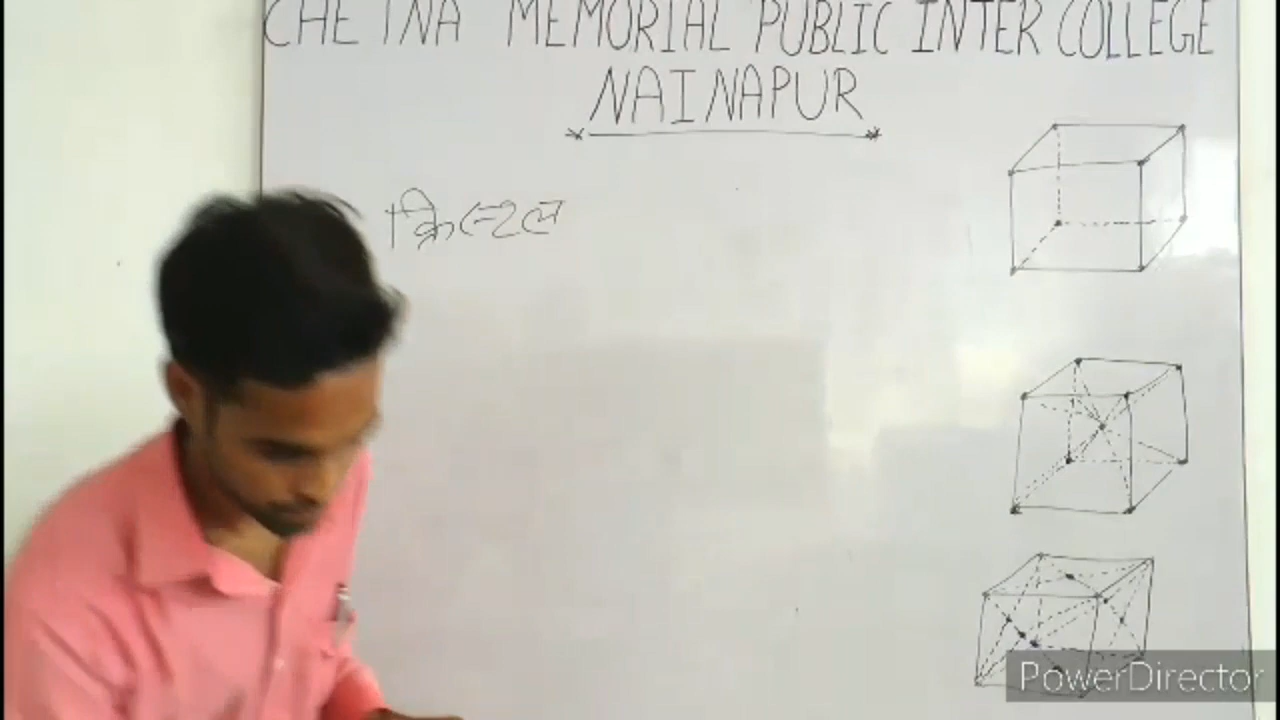 CHETNA MEMORIAL PUBLIC INTER COLLEGE
NAINAPUR
क्रिस्टल
PowerDirector